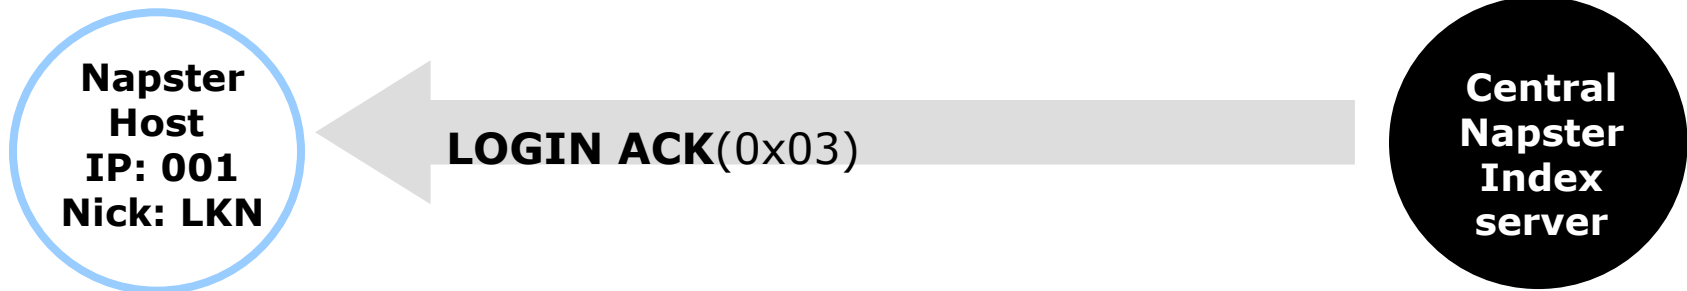 Napster
Host
IP: 001
Nick: LKN
LOGIN ACK(0x03)
Central
Napster
Index
server